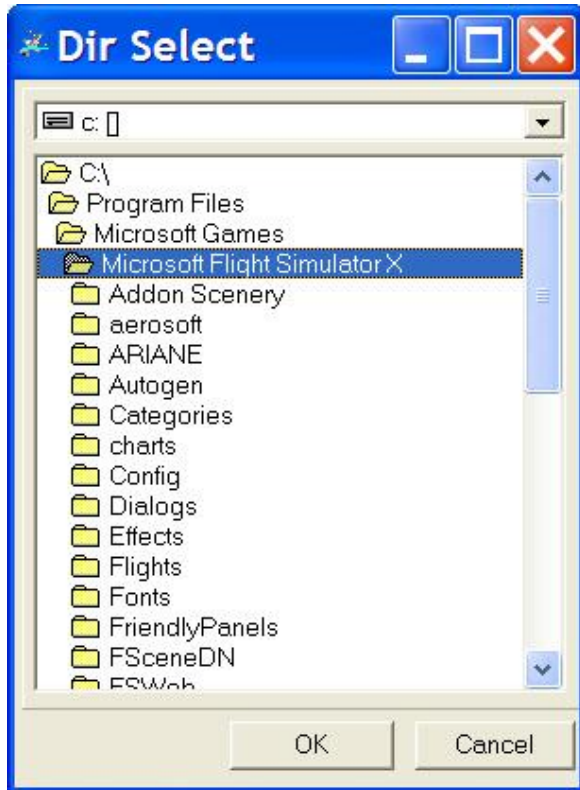 Dir Select
c: []
C:\
Program Files
Microsoft Games
Microsoft Flight Simulator X
Addon Scenery
aerosoft
ARIANE
Autogen
Categories
charts
Config
Dialogs
Effects
Flights
Fonts
FriendlyPanels
FSceneDN
FSWeb
OK
Cancel